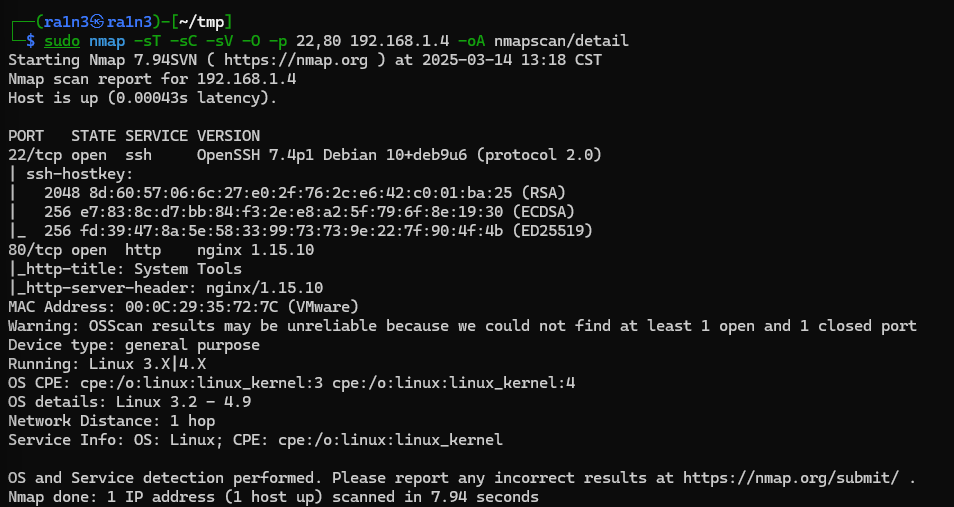 ┌──(ra1n3㉿ra1n3)-[~/tmp]
└─$ sudo nmap -sT -sC -sV -O -p 22,80 192.168.1.4 -oA nmapscan/detail
Starting Nmap 7.94SVN ( https://nmap.org ) at 2025-03-14 13:18 CST
Nmap scan report for 192.168.1.4
Host is up (0.00043s latency).

PORT   STATE SERVICE VERSION
22/tcp open  ssh     OpenSSH 7.4p1 Debian 10+deb9u6 (protocol 2.0)
| ssh-hostkey:
|   2048 8d:60:57:06:6c:27:e0:2f:76:2c:e6:42:c0:01:ba:25 (RSA)
|   256 e7:83:8c:d7:bb:84:f3:2e:e8:a2:5f:79:6f:8e:19:30 (ECDSA)
|_  256 fd:39:47:8a:5e:58:33:99:73:73:9e:22:7f:90:4f:4b (ED25519)
80/tcp open  http    nginx 1.15.10
|_http-title: System Tools
|_http-server-header: nginx/1.15.10
MAC Address: 00:0C:29:35:72:7C (VMware)
Warning: OSScan results may be unreliable because we could not find at least 1 open and 1 closed port
Device type: general purpose
Running: Linux 3.X|4.X
OS CPE: cpe:/o:linux:linux_kernel:3 cpe:/o:linux:linux_kernel:4
OS details: Linux 3.2 - 4.9
Network Distance: 1 hop
Service Info: OS: Linux; CPE: cpe:/o:linux:linux_kernel

OS and Service detection performed. Please report any incorrect results at https://nmap.org/submit/ .
Nmap done: 1 IP address (1 host up) scanned in 7.94 seconds